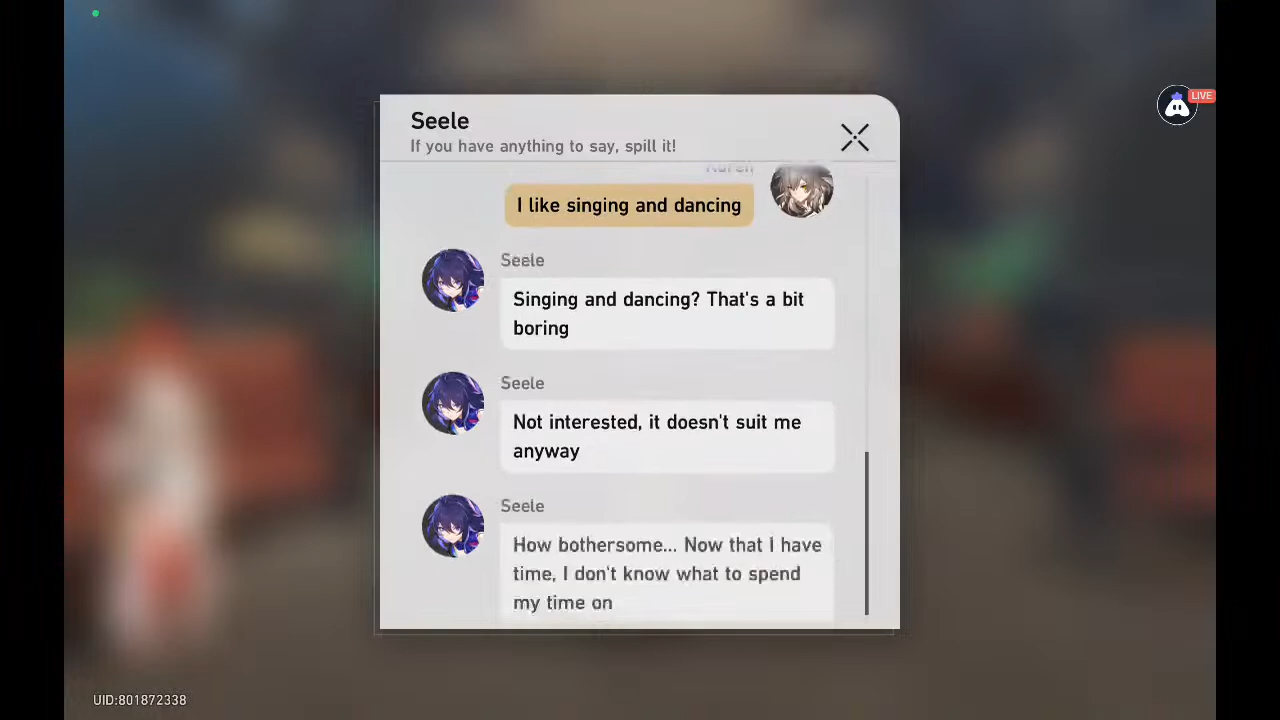 LIVE
Seele
If you have anything to say, spill it!
I like singing and dancing
Seele
Singing and dancing? That's a bit
boring
Seele
Not interested, it doesn't suit me
anyway
Seele
How bothersome... Now that I have
time, I don't know what to spend
my time on
UID:801872338